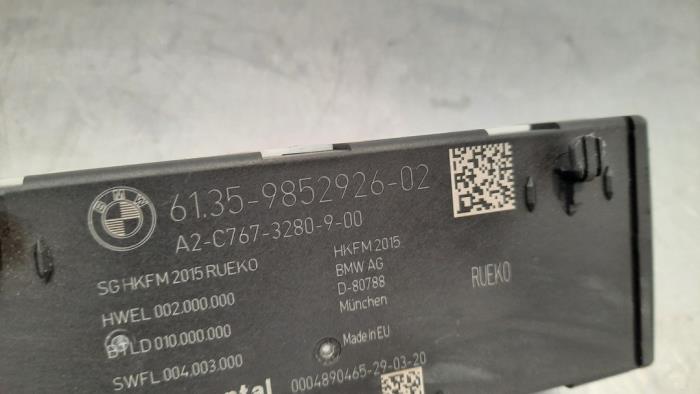 BMW
61.35-9852926-02
A2-C767-3280-9-00
SG HKFM 2015 RUEKO
HWEL 002.000.000
BTLD 010.000.000
SWFL 004.003.000
HKFM 2015
BMW AG
D-80788
München
Made in EU
RUEKO
0004890465-29-03-20